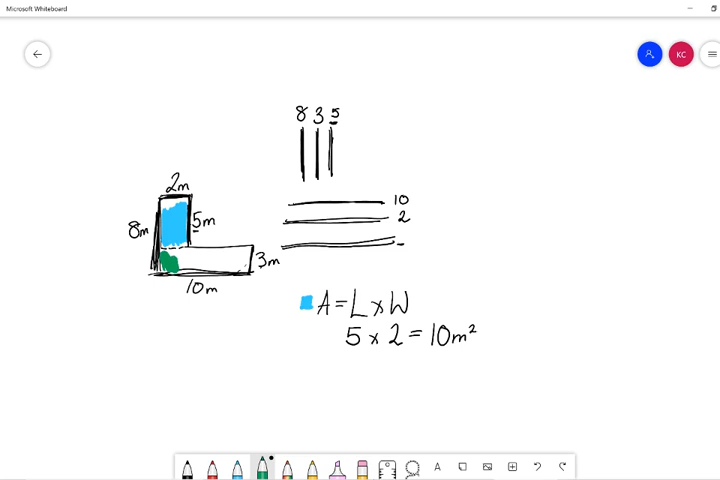 Microsoft Whiteboard
KC
8 3 5
2m
8m
5m
3m
10m
10
2
A = L x W
5 x 2 = 10m²
A